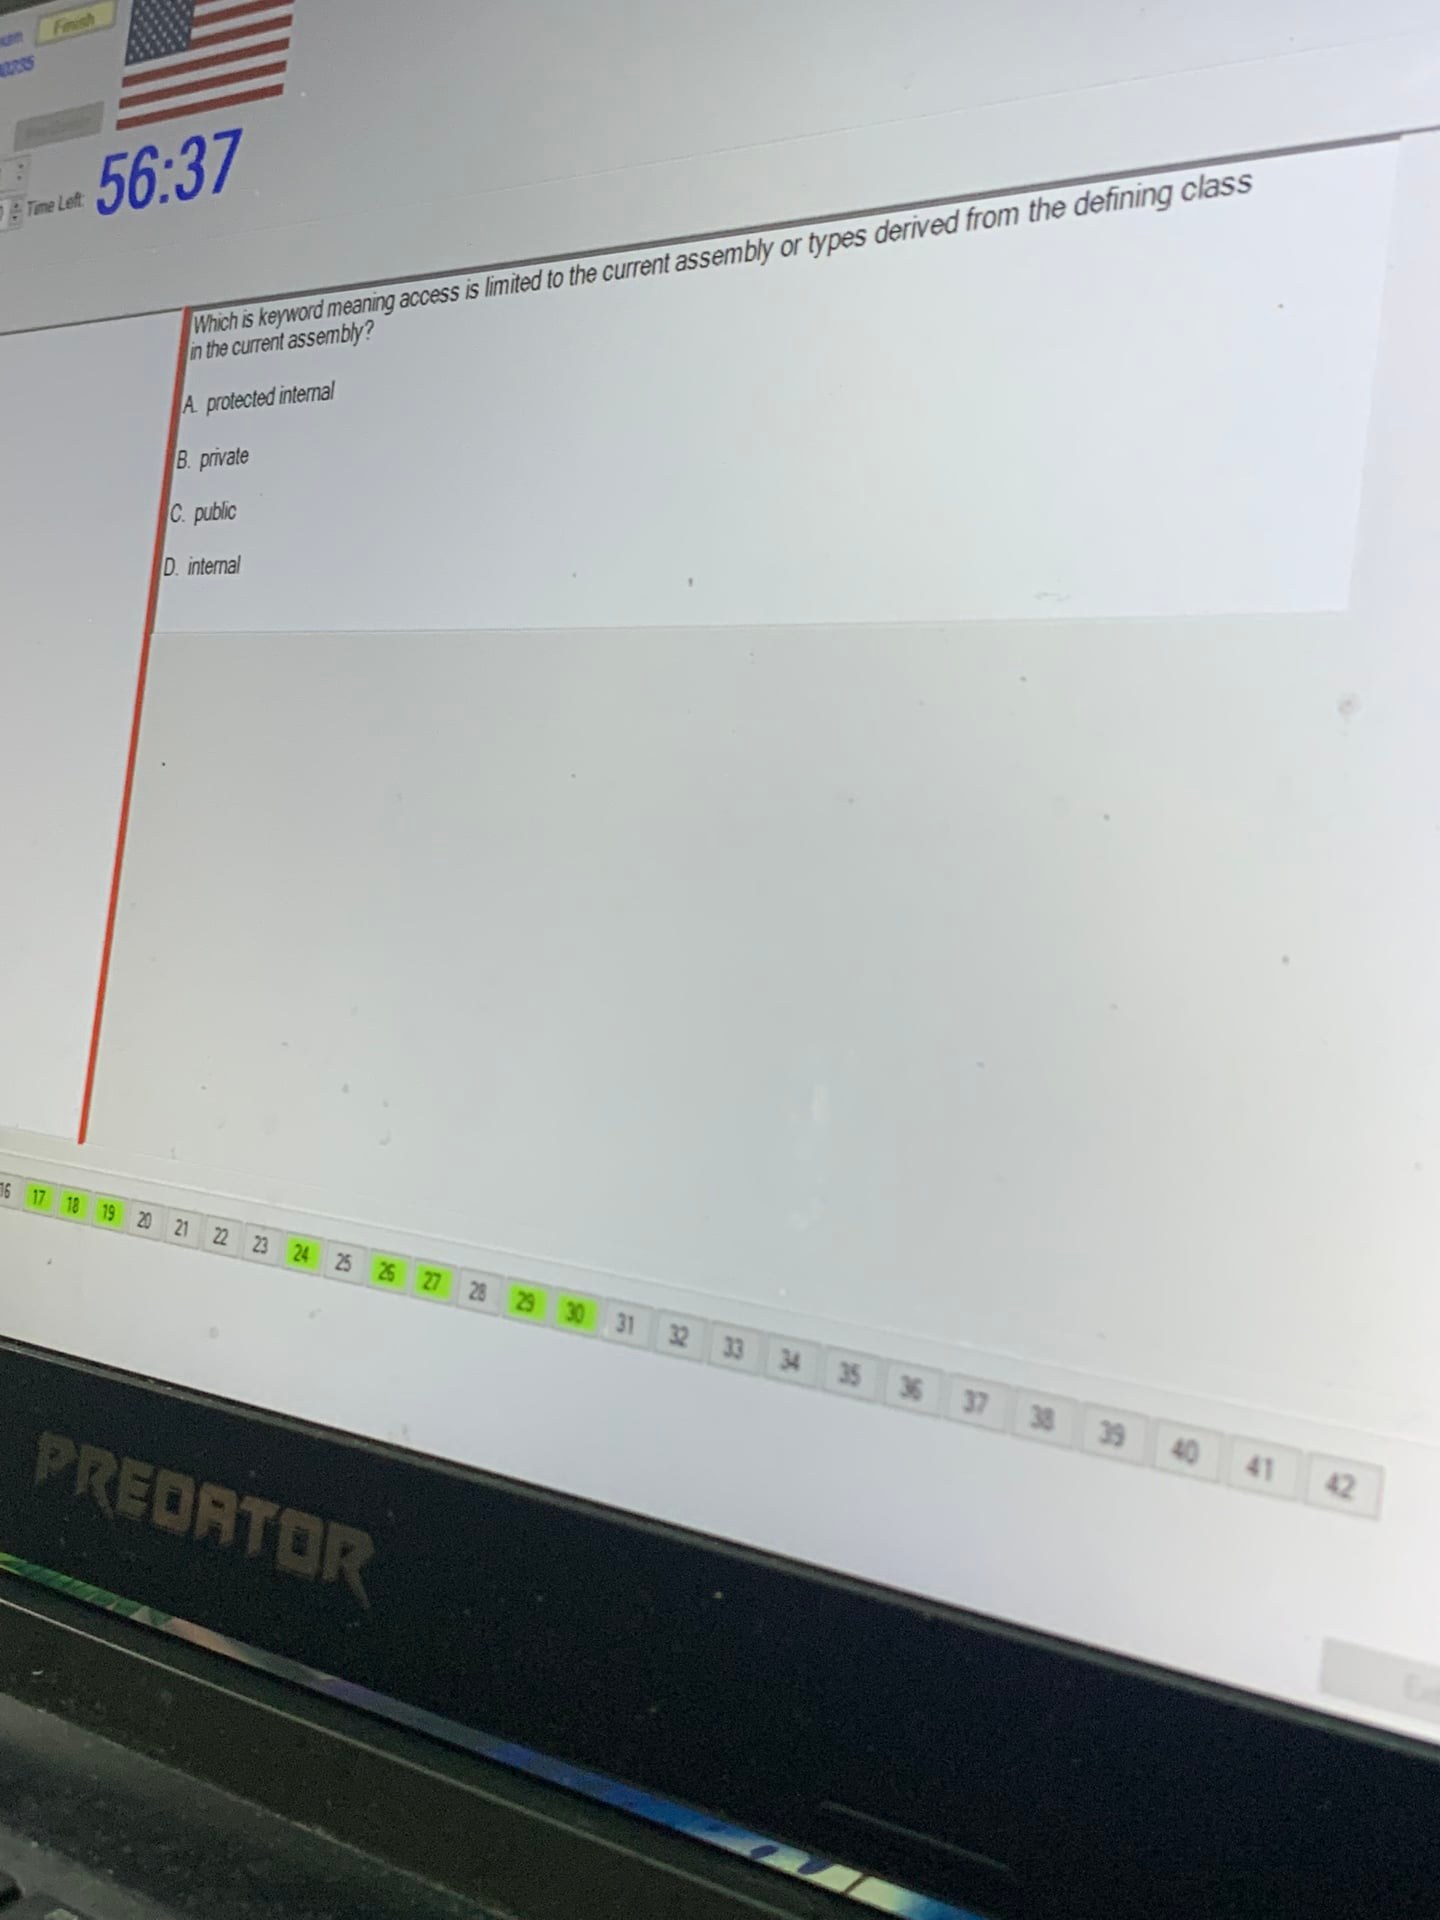 Finish
Time Left:
56:37
Which is keyword meaning access is limited to the current assembly or types derived from the defining class
in the current assembly?
A. protected internal
B. private
C. public
D. internal
16 17 18 19 20 21 22 23 24 25 26 27 28 29 30 31 32 33 34 35 36 37 38 39 40 41 42
PREDATOR